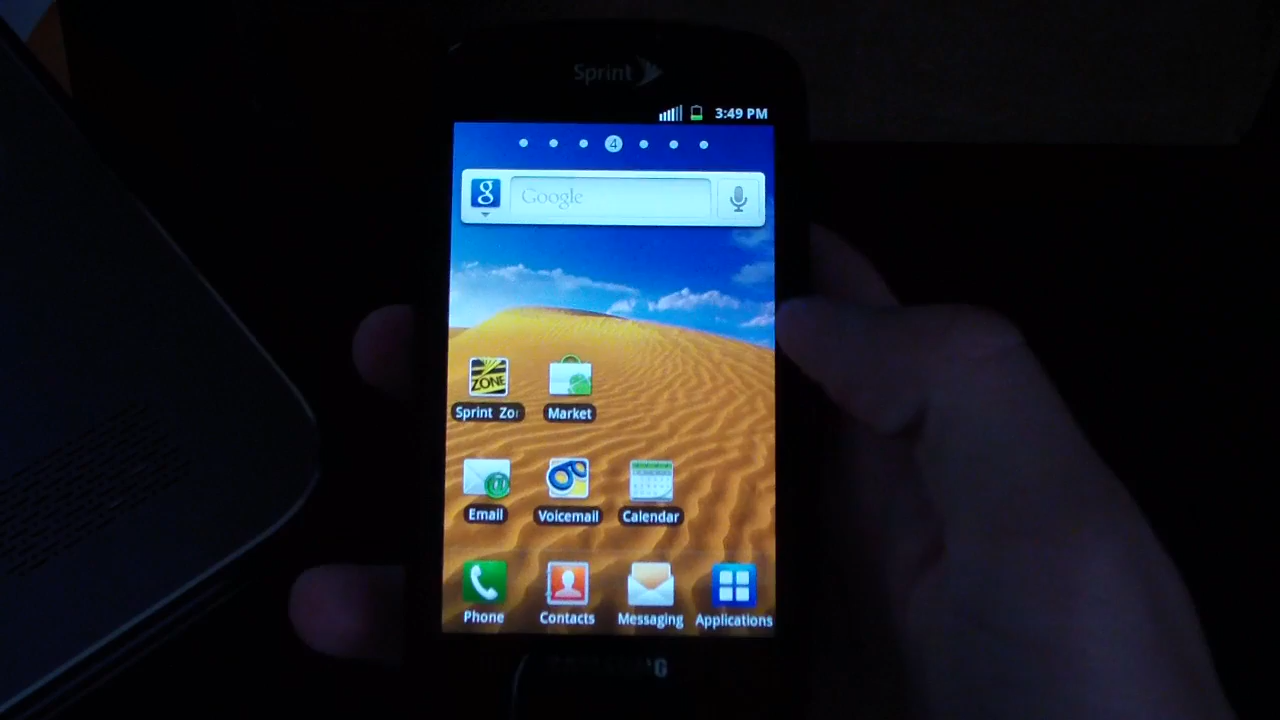 Sprint
3:49 PM
4
g Google
ZONE
Sprint Zo
Market
@
Email Voicemail Calendar
Phone Contacts Messaging Applications